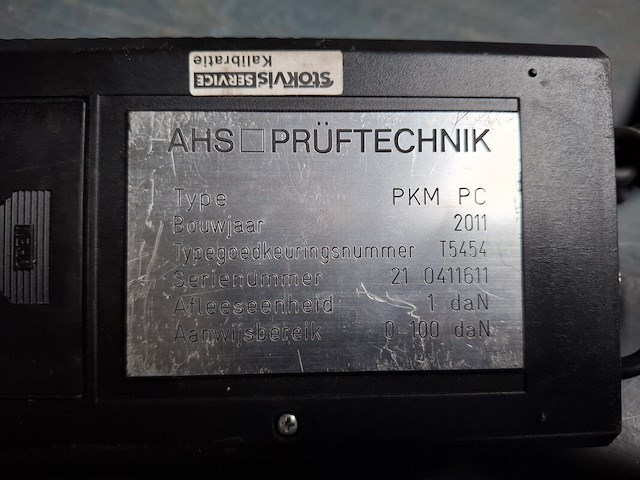 Stokvis SERVICE
Kalibratie
AHS PRÜFTECHNIK
Type PKM PC
Bouwjaar 2011
Typegoedkeuringsnummer T5454
Serienummer 21 0411611
Afleeseenheid 1 daN
Aanwijsbereik 0-100 daN